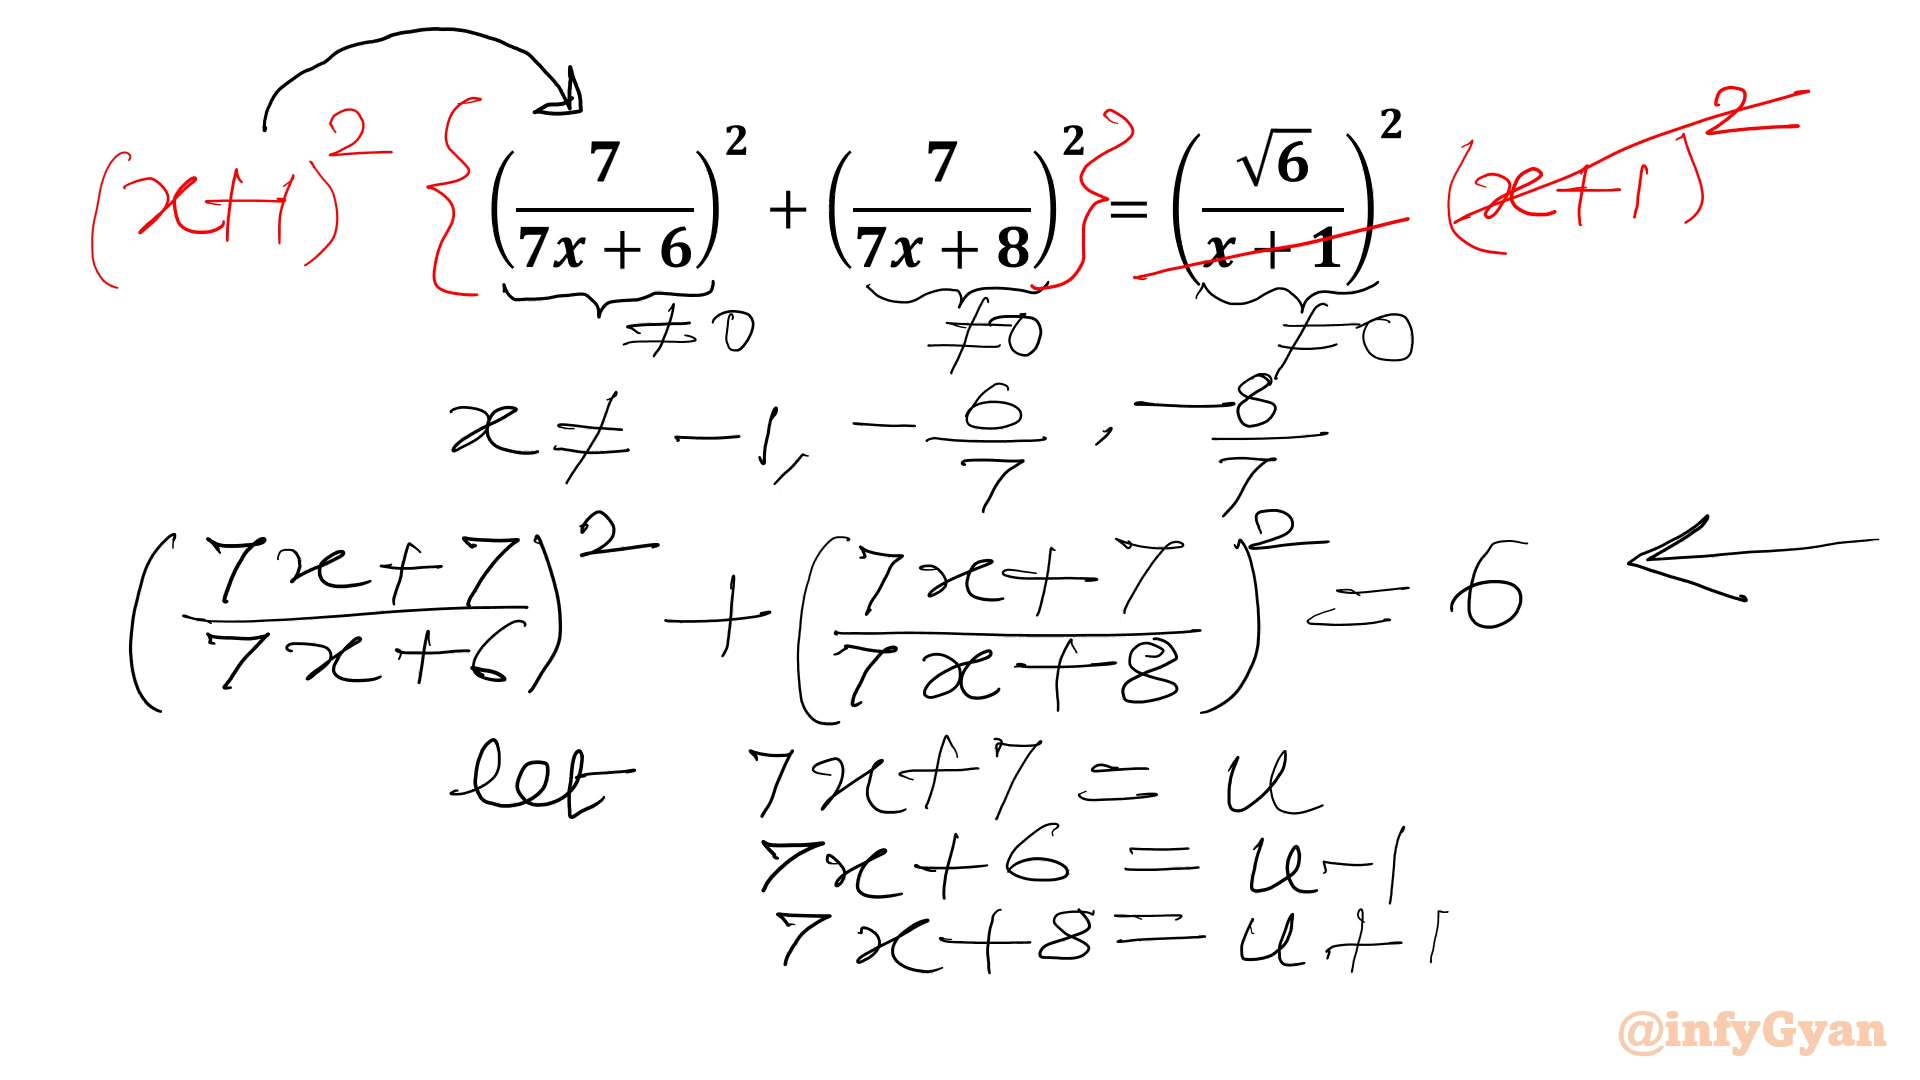 (x+1)² { (7/(7x + 6))² + (7/(7x + 8))² } = (√6/(x + 1))² (x+1)²
≠0 ≠0 ≠0
x ≠ -1, -6/7, -8/7
((7x+7)/(7x+6))² + ((7x+7)/(7x+8))² = 6
let 7x+7 = u
7x+6 = u-1
7x+8 = u+1
@infyGyan